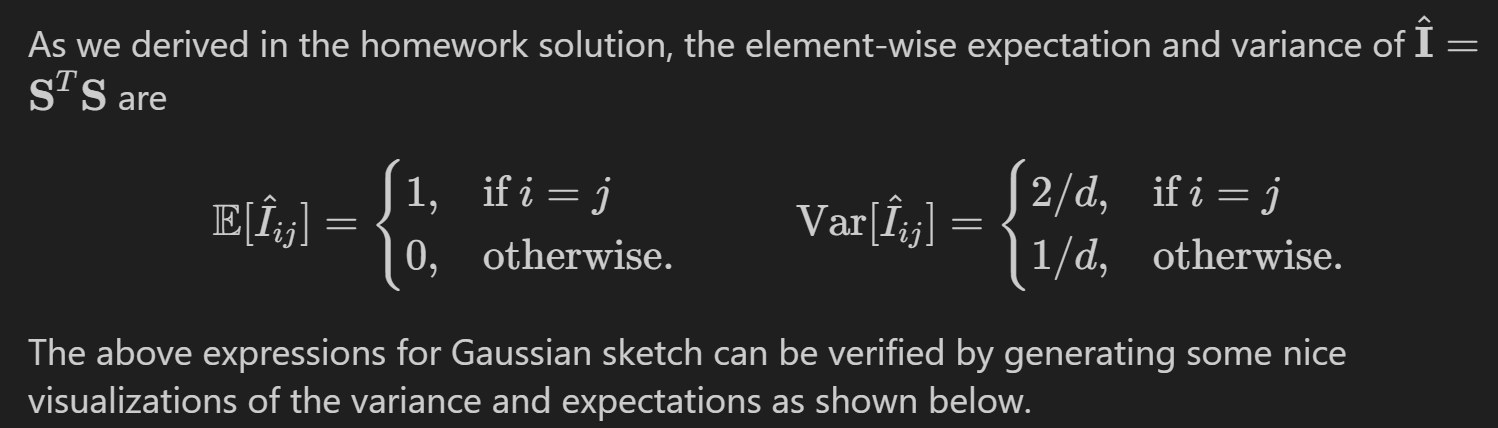 As we derived in the homework solution, the element-wise expectation and variance of $\hat{\mathbf{I}} =$
$\mathbf{S}^T\mathbf{S}$ are
$\mathbb{E}[\hat{I}_{ij}] = \begin{cases} 1, & \text{if } i = j \\ 0, & \text{otherwise.} \end{cases} \qquad \mathrm{Var}[\hat{I}_{ij}] = \begin{cases} 2/d, & \text{if } i = j \\ 1/d, & \text{otherwise.} \end{cases}$
The above expressions for Gaussian sketch can be verified by generating some nice
visualizations of the variance and expectations as shown below.